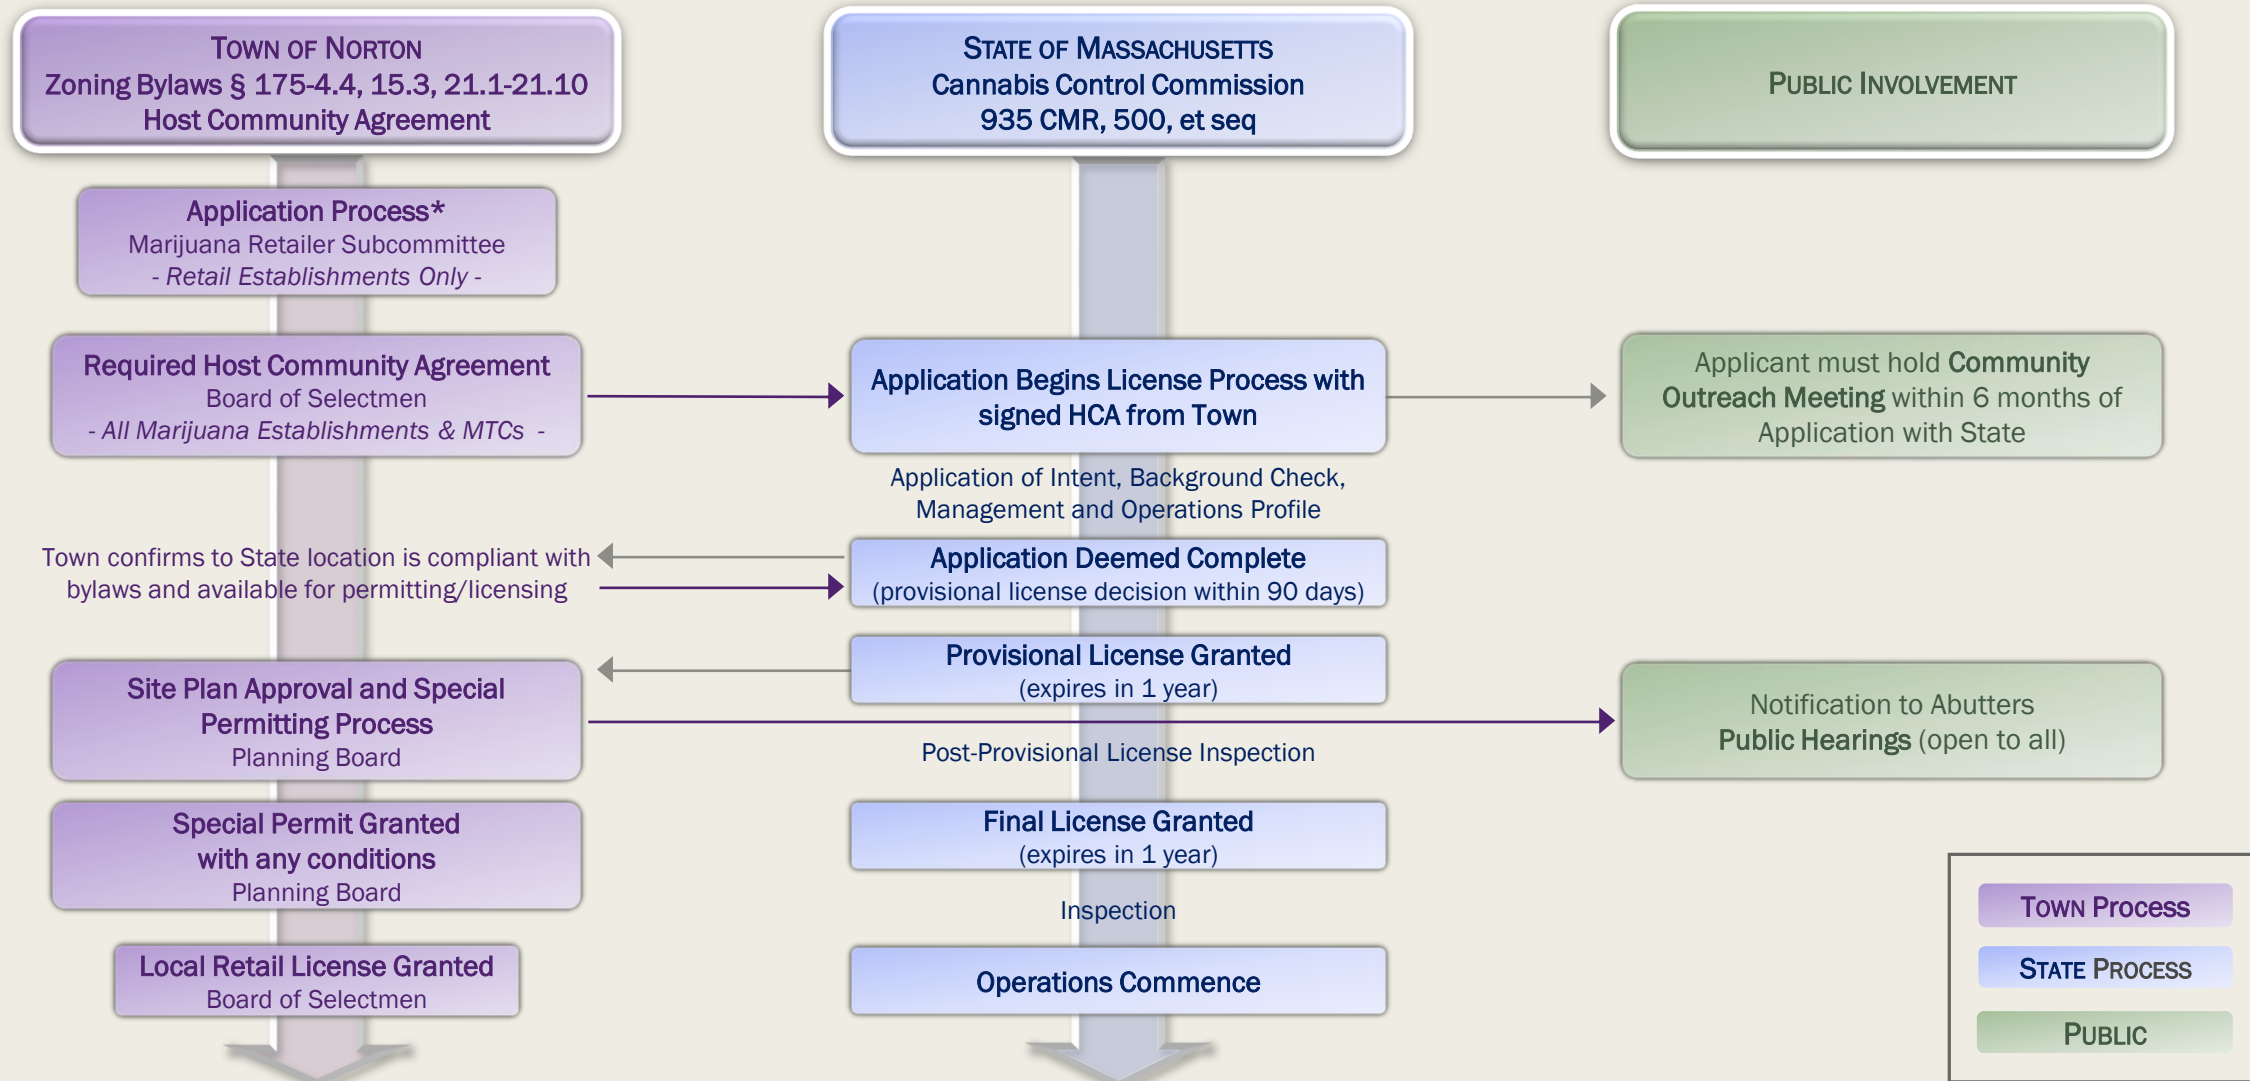 TOWN OF NORTON
Zoning Bylaws § 175-4.4, 15.3, 21.1-21.10
Host Community Agreement
STATE OF MASSACHUSETTS
Cannabis Control Commission
935 CMR, 500, et seq
PUBLIC INVOLVEMENT
Application Process*
Marijuana Retailer Subcommittee
- Retail Establishments Only -
Required Host Community Agreement
Board of Selectmen
- All Marijuana Establishments & MTCs -
Application Begins License Process with
signed HCA from Town
Applicant must hold Community
Outreach Meeting within 6 months of
Application with State
Application of Intent, Background Check,
Management and Operations Profile
Town confirms to State location is compliant with
bylaws and available for permitting/licensing
Application Deemed Complete
(provisional license decision within 90 days)
Provisional License Granted
(expires in 1 year)
Site Plan Approval and Special
Permitting Process
Planning Board
Notification to Abutters
Public Hearings (open to all)
Post-Provisional License Inspection
Special Permit Granted
with any conditions
Planning Board
Final License Granted
(expires in 1 year)
Inspection
Local Retail License Granted
Board of Selectmen
Operations Commence
TOWN Process
STATE PROCESS
PUBLIC